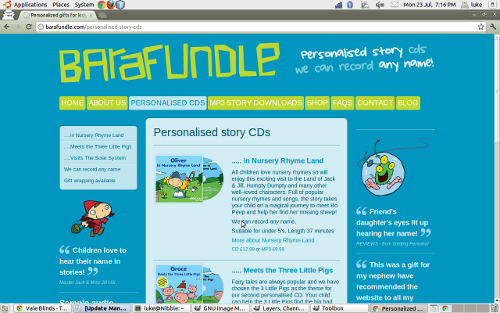 Applications Places System
Mon 23 Jul, 7:16 PM luke
Personalized gifts for kids
barafundle.com/personalised-story-cds
BARAFUNDLE
personalised story cds
we can record any name!
HOME ABOUT US PERSONALISED CDS MP3 STORY DOWNLOADS SHOP FAQS CONTACT BLOG
....in Nursery Rhyme Land
....Meets the Three Little Pigs
....Visits The Solar System
We can record any name
Gift wrapping available
Children love to
hear their name in
stories!
Sample audio
Personalised story CDs
Oliver
in Nursery Rhyme Land
..... in Nursery Rhyme Land
All children love nursery rhymes so will
enjoy this exciting visit to the Land of Jack
& Jill, Humpty Dumpty and many other
well-loved characters. Full of popular
nursery rhymes and songs, the story takes
your child on a magical journey to meet Bo
Peep and help her find her missing sheep!
We can record any name.
Suitable for under 5's. Length 37 minutes
More about Nursery Rhyme Land
CD £12.99 or MP3 £9.99
Grace
meets the Three Little Pigs
..... Meets the Three Little Pigs
Fairy tales are always popular and we have
chosen the 3 Little Pigs as the theme for
our second personalised CD. Your child
can help the 3 Little Pigs find the big bad
Friend's
daughter's eyes lit up
hearing her name!
REVIEWS - from Smiling Personal
This was a gift for
my nephew have
recommended the
website to all my
Vale Blinds - T... [Update Man... luke@Nibble: ~ GNU Image M... Layers, Chann... Toolbox Personalized ...